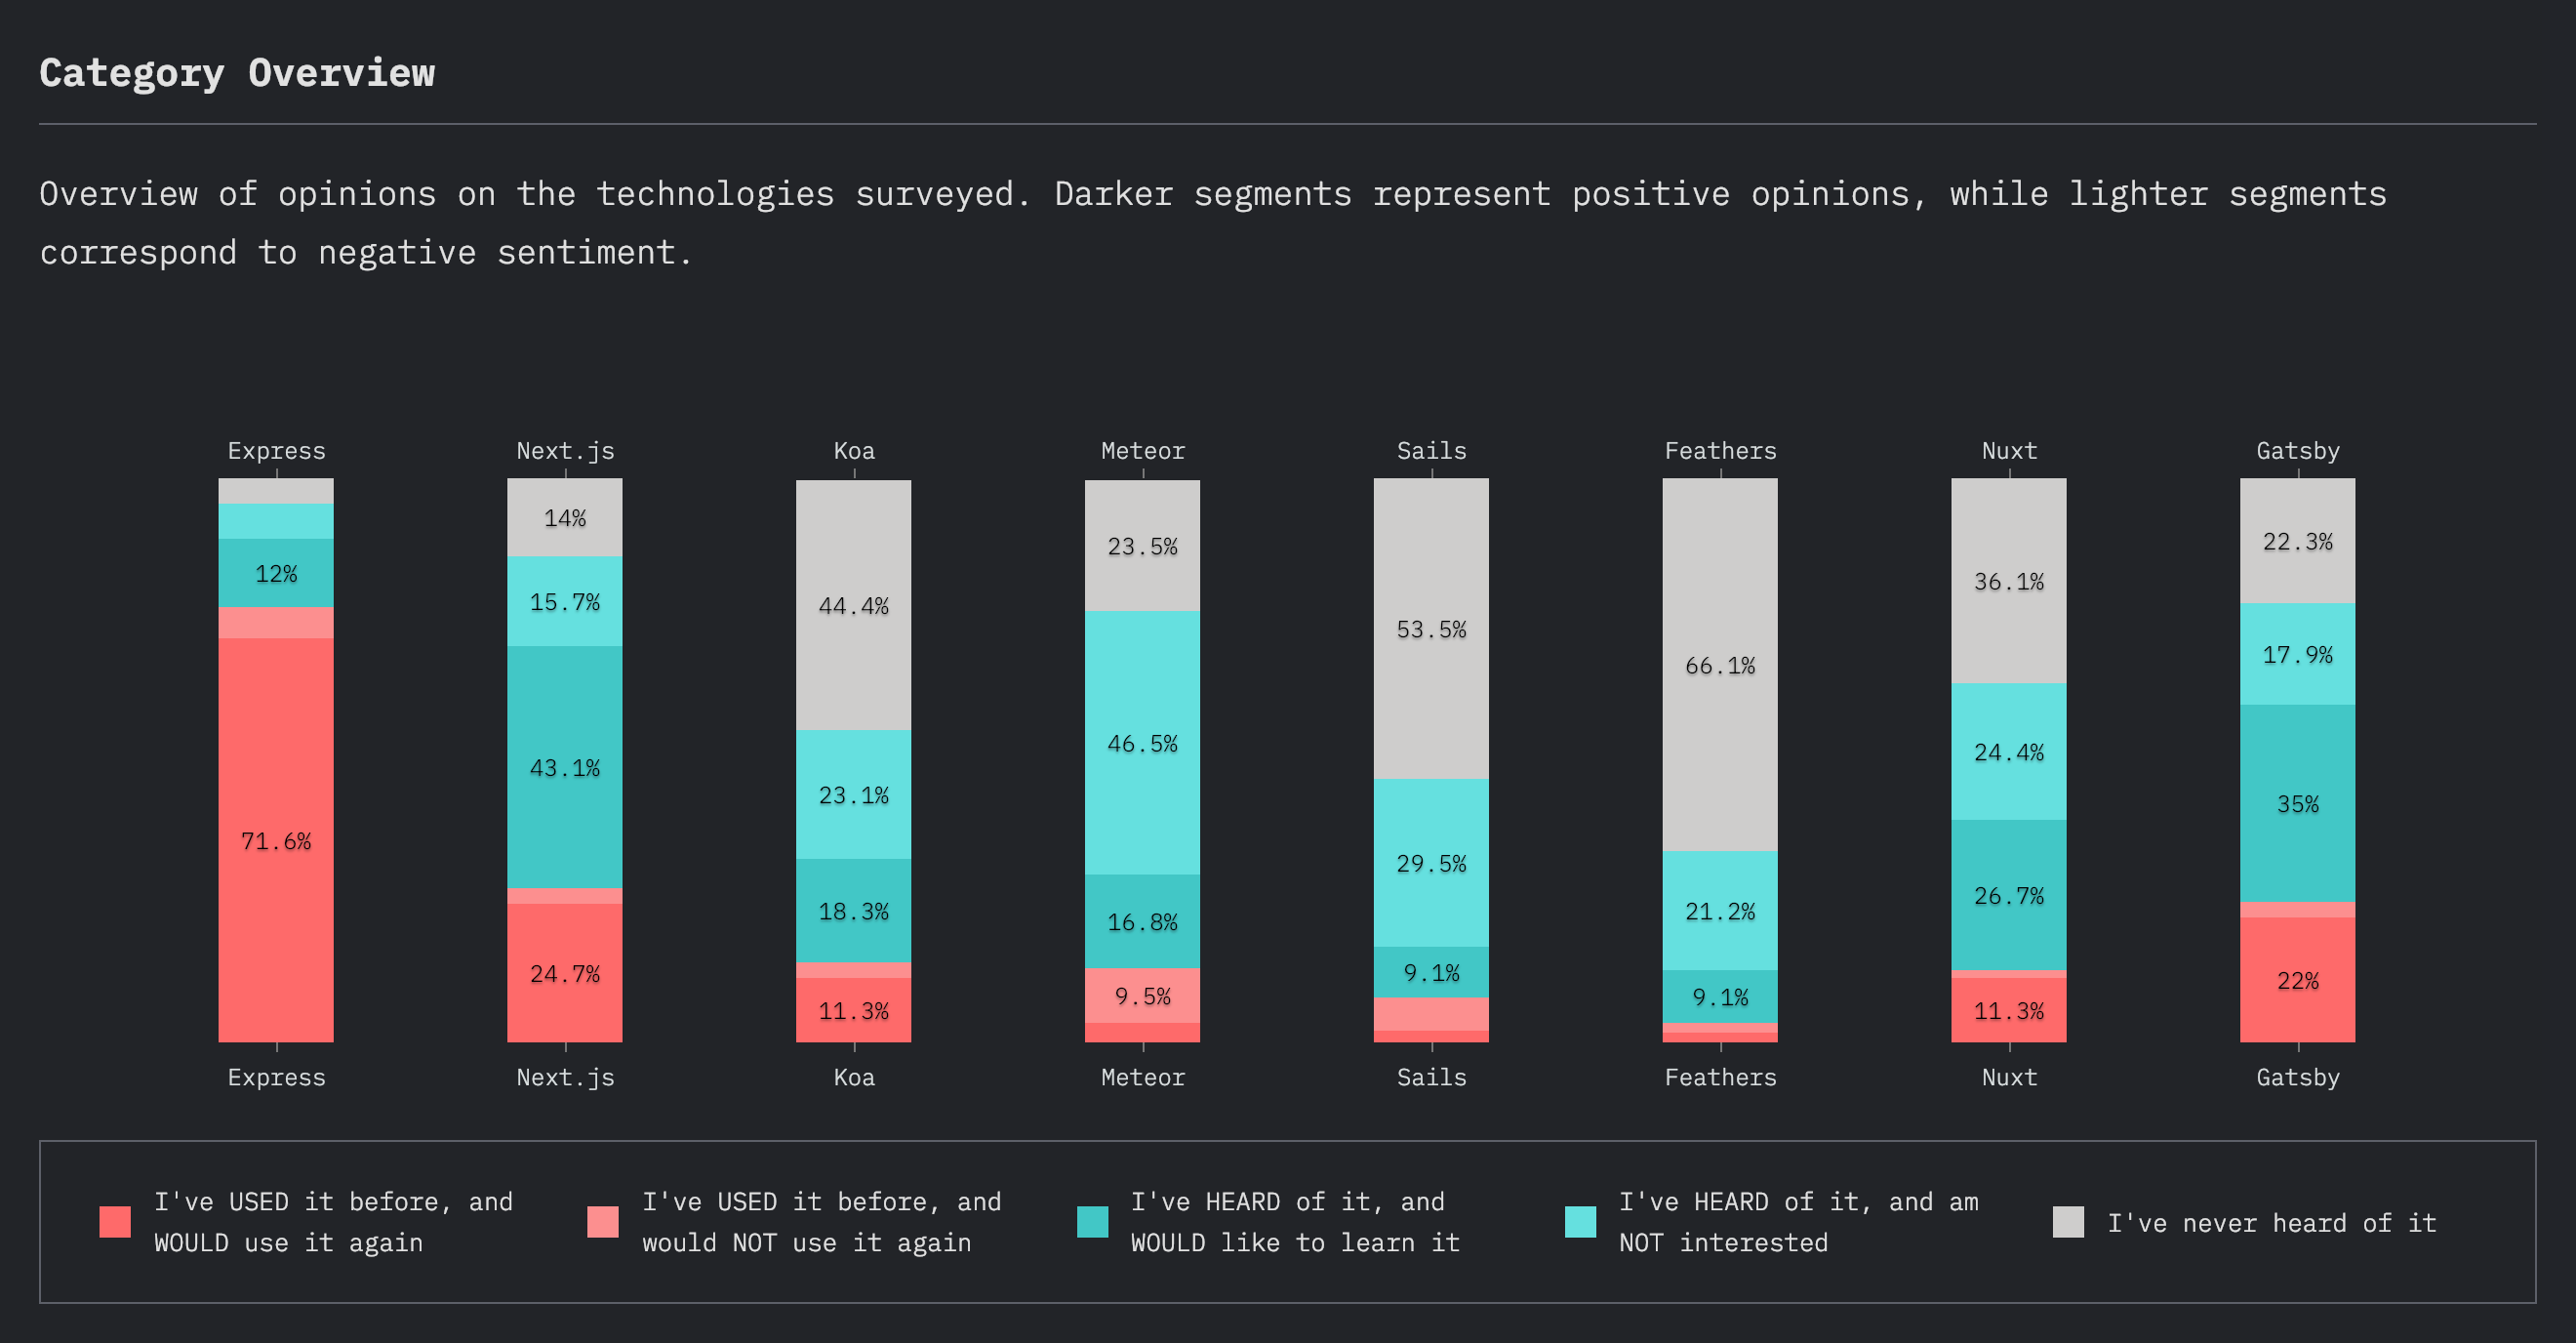 Category Overview
Overview of opinions on the technologies surveyed. Darker segments represent positive opinions, while lighter segments
correspond to negative sentiment.
Express
Next.js
Koa
Meteor
Sails
Feathers
Nuxt
Gatsby
12%
71.6%
14%
15.7%
43.1%
24.7%
44.4%
23.1%
18.3%
11.3%
23.5%
46.5%
16.8%
9.5%
53.5%
29.5%
9.1%
66.1%
21.2%
9.1%
36.1%
24.4%
26.7%
11.3%
22.3%
17.9%
35%
22%
Express
Next.js
Koa
Meteor
Sails
Feathers
Nuxt
Gatsby
I've USED it before, and
WOULD use it again
I've USED it before, and
would NOT use it again
I've HEARD of it, and
WOULD like to learn it
I've HEARD of it, and am
NOT interested
I've never heard of it